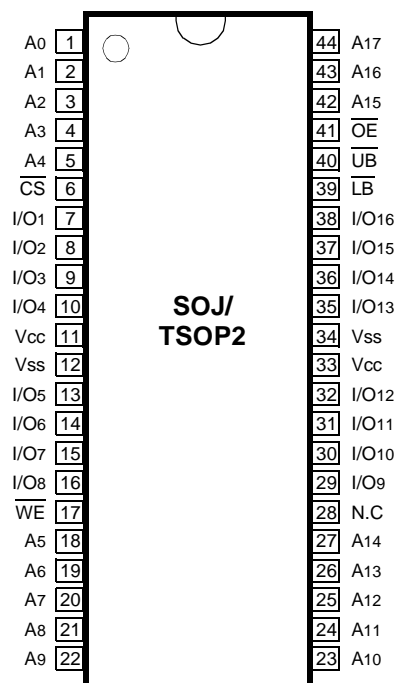 A0 1 44 A17
A1 2 43 A16
A2 3 42 A15
A3 4 41 OE
A4 5 40 UB
CS 6 39 LB
I/O1 7 38 I/O16
I/O2 8 37 I/O15
I/O3 9 36 I/O14
I/O4 10 35 I/O13
Vcc 11 34 Vss
Vss 12 33 Vcc
I/O5 13 32 I/O12
I/O6 14 31 I/O11
I/O7 15 30 I/O10
I/O8 16 29 I/O9
WE 17 28 N.C
A5 18 27 A14
A6 19 26 A13
A7 20 25 A12
A8 21 24 A11
A9 22 23 A10
SOJ/
TSOP2